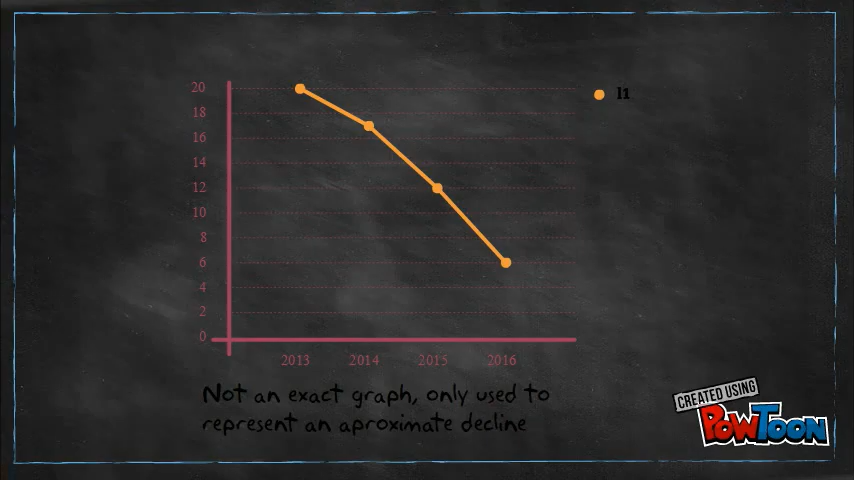 20
18
16
14
12
10
8
6
4
2
0
2013 2014 2015 2016
l1
Not an exact graph, only used to
represent an aproximate decline
CREATED USING
POWTOON